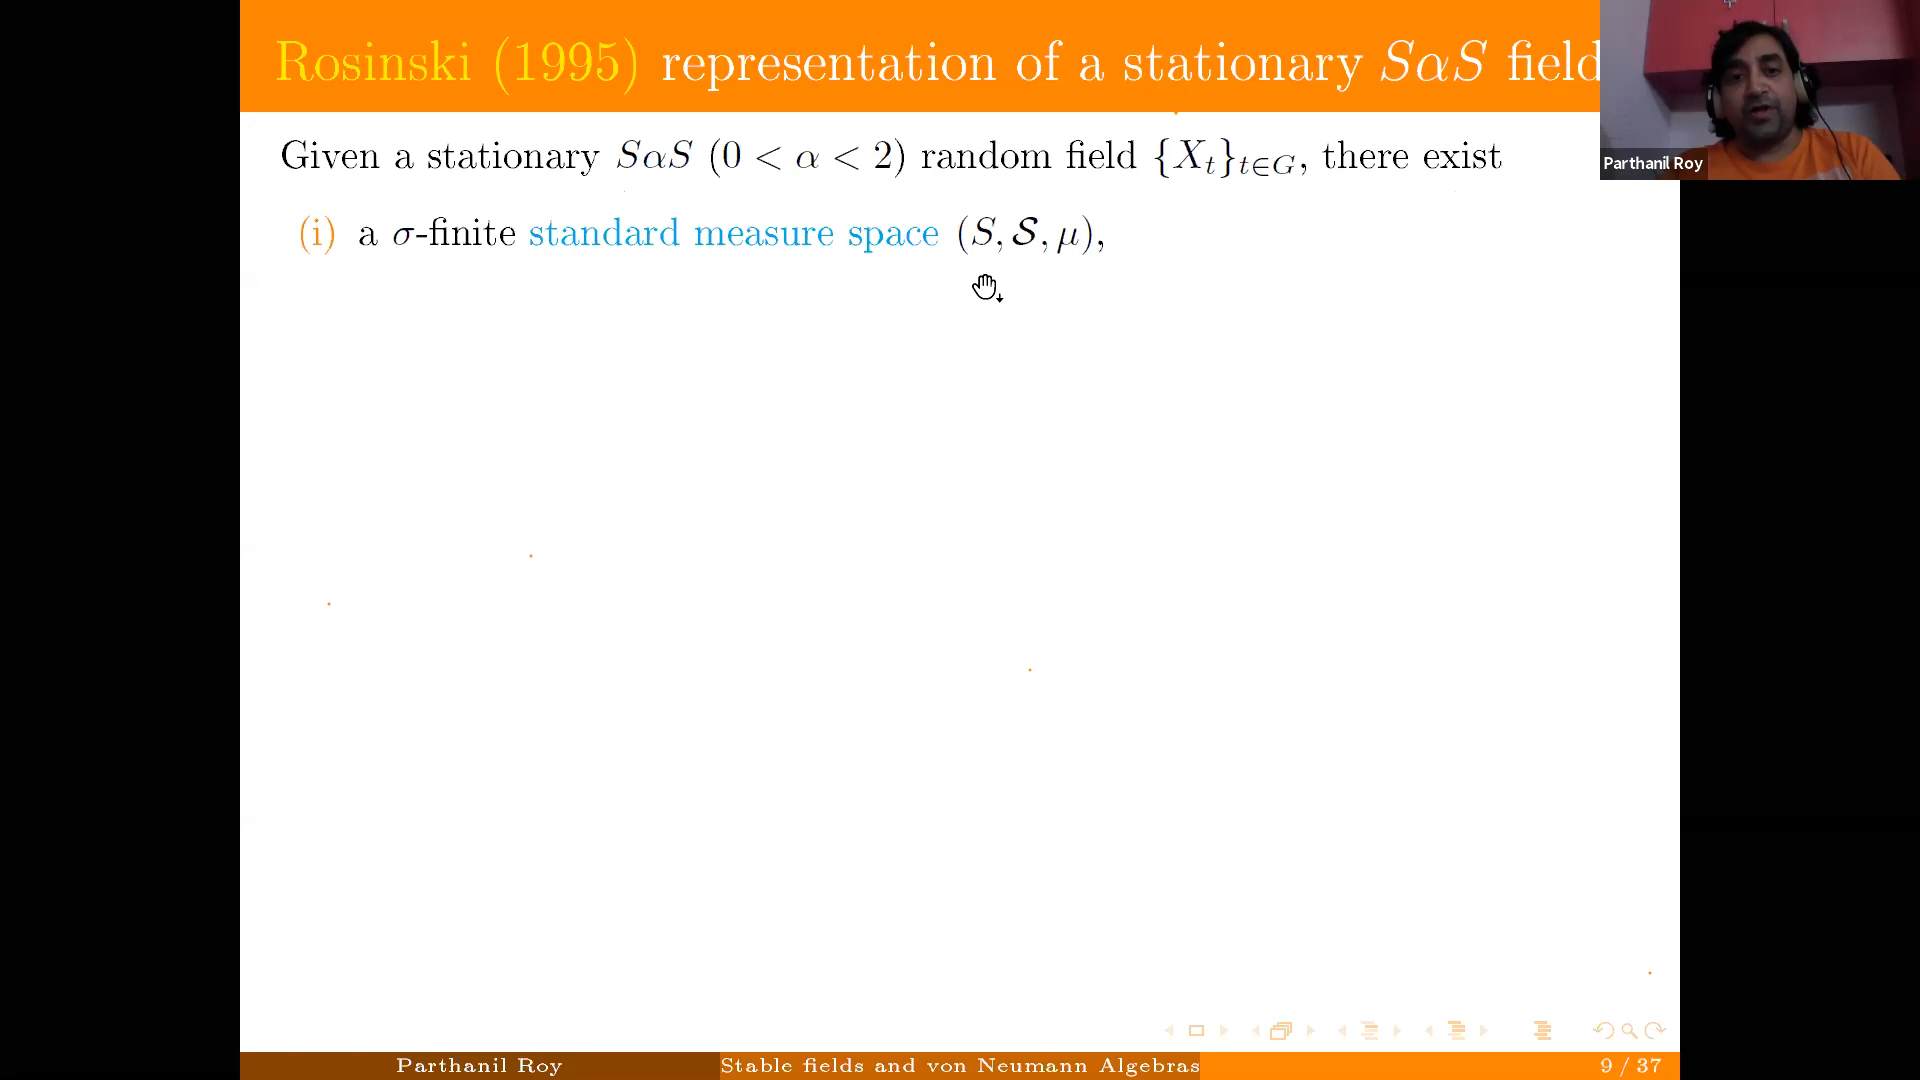 Rosinski (1995) representation of a stationary SαS field
Given a stationary SαS (0 < α < 2) random field {X_t}_{t∈G}, there exist
(i) a σ-finite standard measure space (S, 𝒮, μ),
Parthanil Roy
Parthanil Roy
Stable fields and von Neumann Algebras
9 / 37